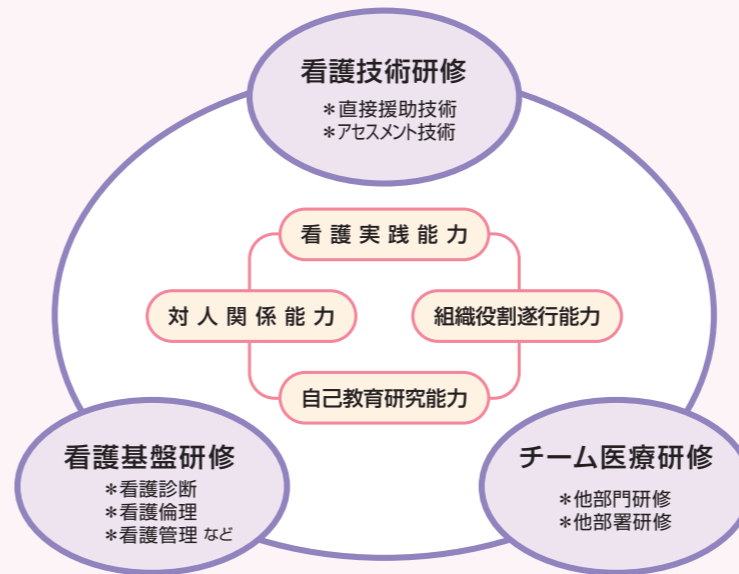 看護技術研修
＊直接援助技術
＊アセスメント技術
看護実践能力
対人関係能力
組織役割遂行能力
自己教育研究能力
看護基盤研修
＊看護診断
＊看護倫理
＊看護管理 など
チーム医療研修
＊他部門研修
＊他部署研修